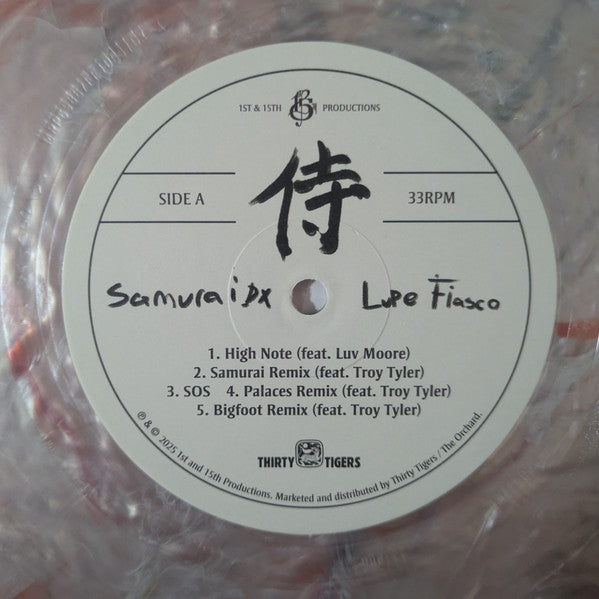 1ST & 15TH PRODUCTIONS
SIDE A 侍 33RPM
Samurai DX Lupe Fiasco
1. High Note (feat. Luv Moore)
2. Samurai Remix (feat. Troy Tyler)
3. SOS 4. Palaces Remix (feat. Troy Tyler)
5. Bigfoot Remix (feat. Troy Tyler)
THIRTY TIGERS
℗ & © 2025 1st and 15th Productions. Marketed and distributed by Thirty Tigers / The Orchard.